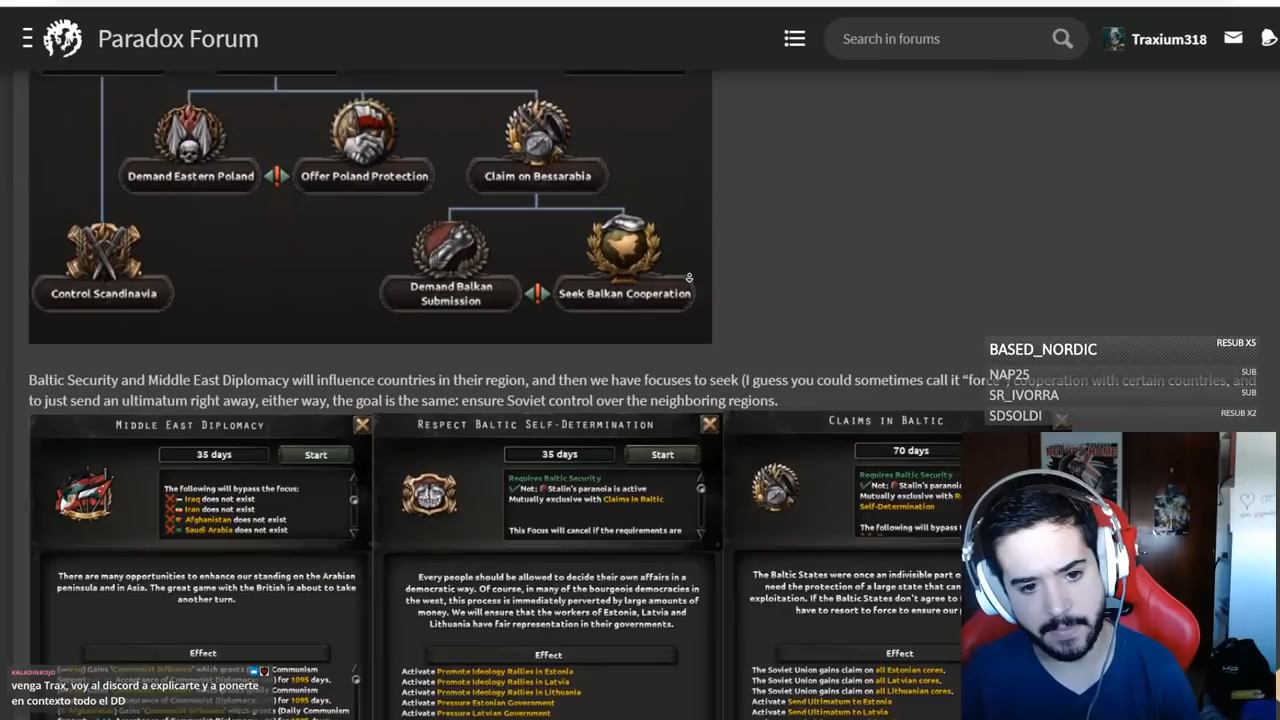 Paradox Forum
Search in forums
Traxium318
Demand Eastern Poland
Offer Poland Protection
Claim on Bessarabia
Control Scandinavia
Demand Balkan
Submission
Seek Balkan Cooperation
BASED_NORDIC RESUB X5
NAP25 SUB
SR_IVORRA SUB
SDSOLDI RESUB X2
Baltic Security and Middle East Diplomacy will influence countries in their region, and then we have focuses to seek (I guess you could sometimes call it “force”) cooperation with certain countries, and
to just send an ultimatum right away, either way, the goal is the same: ensure Soviet control over the neighboring regions.
MIDDLE EAST DIPLOMACY
35 days
Start
The following will bypass the focus:
Iraq does not exist
Iran does not exist
Afghanistan does not exist
Saudi Arabia does not exist
There are many opportunities to enhance our standing on the Arabian
peninsula and in Asia. The great game with the British is about to take
another turn.
Effect
Communism
for 1095 days.
Acceptance of Communist Diplomacy
) for 1095 days,
RESPECT BALTIC SELF-DETERMINATION
35 days
Start
Requires Baltic Security
Not: Stalin's paranoia is active
Mutually exclusive with Claims in Baltic
This Focus will cancel if the requirements are
Every people should be allowed to decide their own affairs in a
democratic way. Of course, in many of the bourgeois democracies in
the west, this process is immediately perverted by large amounts of
money. We will ensure that the workers of Estonia, Latvia and
Lithuania have fair representation in their governments.
Effect
Activate Promote Ideology Rallies in Estonia
Activate Promote Ideology Rallies in Latvia
Activate Promote Ideology Rallies in Lithuania
Activate Pressure Estonian Government
Activate Pressure Latvian Government
CLAIMS IN BALTIC
70 days
Requires Baltic Security
Not: Stalin's paranoia
Mutually exclusive with
Self-Determination
The following will bypass
The Baltic States were once an indivisible part o
need the protection of a large state that can
exploitation. If the Baltic States don't agree to
have to resort to force to ensure our
Effect
The Soviet Union gains claim on all Estonian cores.
The Soviet Union gains claim on all Latvian cores.
The Soviet Union gains claim on all Lithuanian cores.
Activate Send Ultimatum to Estonia
Activate Send Ultimatum to Latvia
KALADINROJO
venga Trax, voy al discord a explicarte y a ponerte
en contexto todo el DD